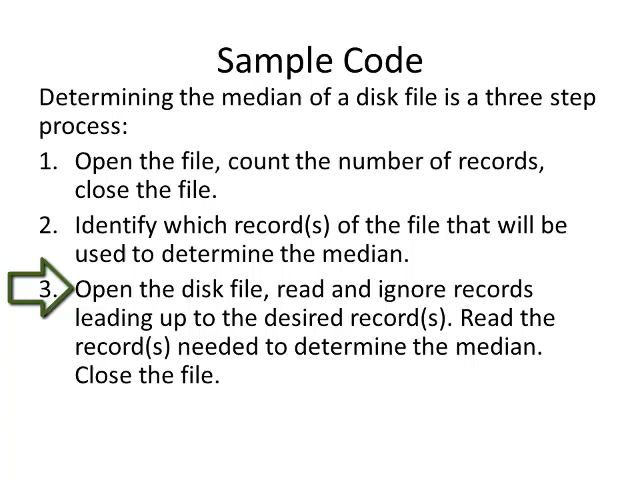 Sample Code
Determining the median of a disk file is a three step
process:
1. Open the file, count the number of records,
close the file.
2. Identify which record(s) of the file that will be
used to determine the median.
3. Open the disk file, read and ignore records
leading up to the desired record(s). Read the
record(s) needed to determine the median.
Close the file.